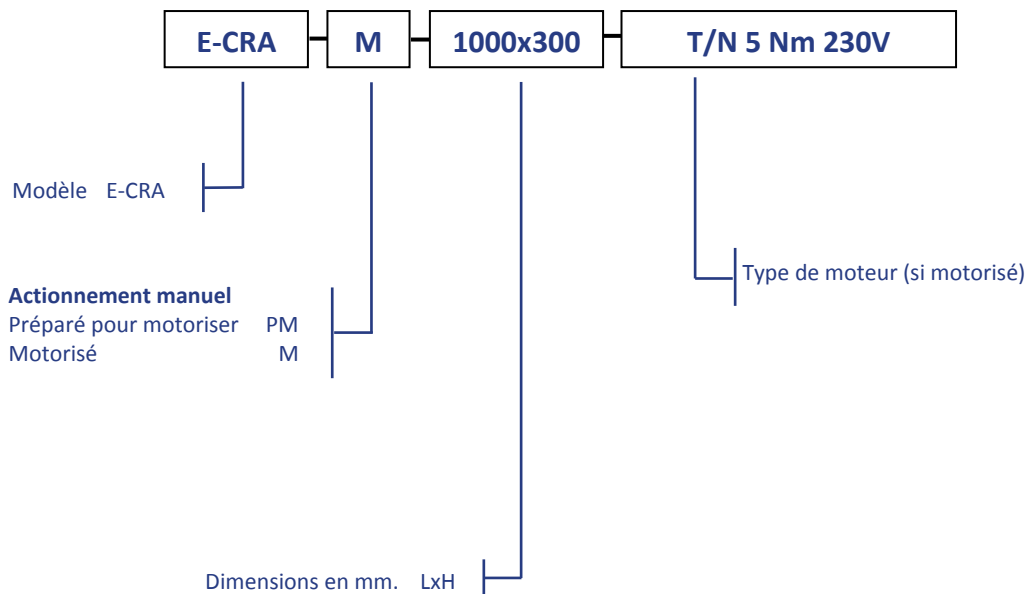 E-CRA M 1000x300 T/N 5 Nm 230V
Modèle E-CRA
Type de moteur (si motorisé)
Actionnement manuel
Préparé pour motoriser PM
Motorisé M
Dimensions en mm. LxH